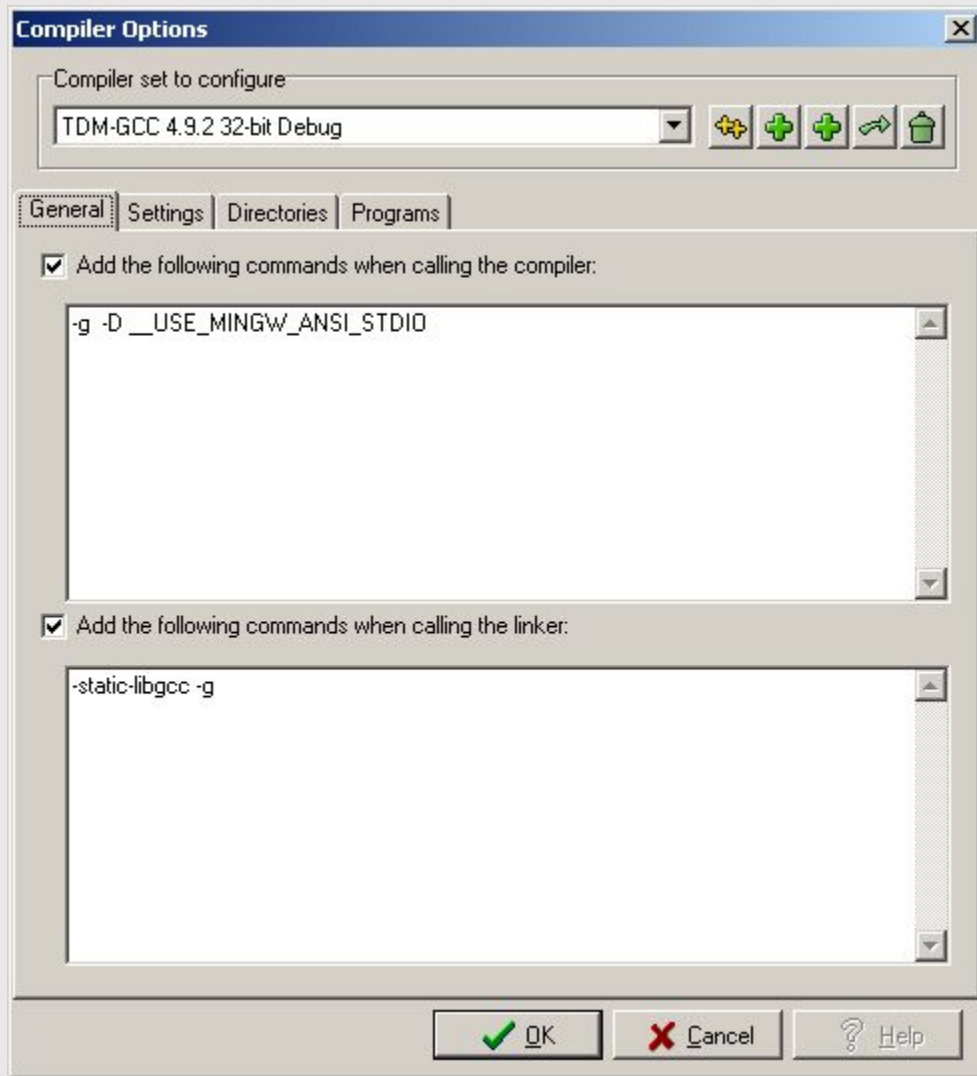 Compiler Options
Compiler set to configure
TDM-GCC 4.9.2 32-bit Debug
General Settings Directories Programs
Add the following commands when calling the compiler:
-g -D __USE_MINGW_ANSI_STDIO
Add the following commands when calling the linker:
-static-libgcc -g
OK Cancel Help